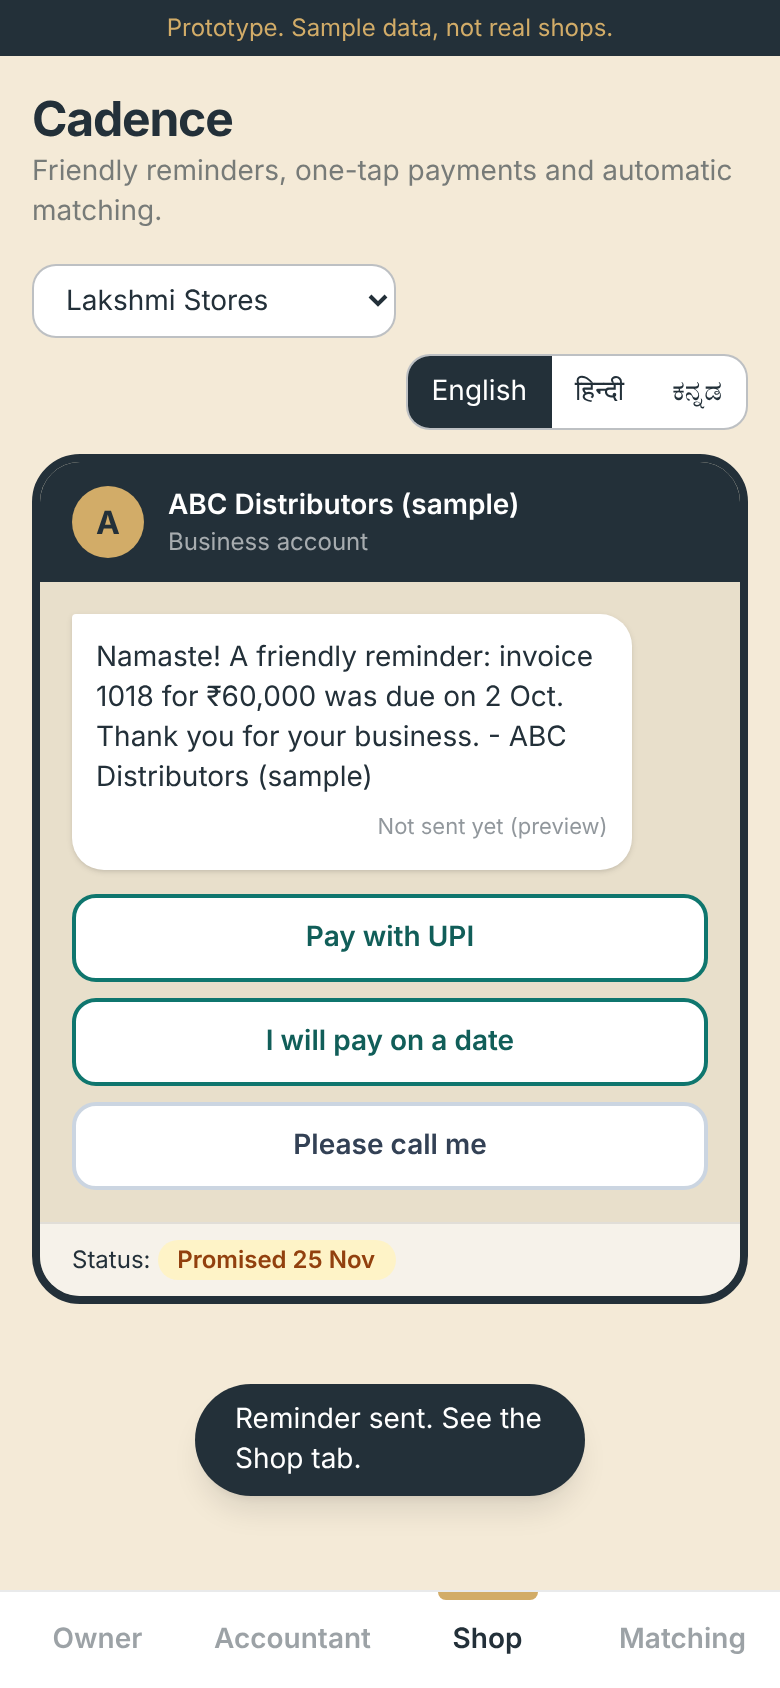 Prototype. Sample data, not real shops.
Cadence
Friendly reminders, one-tap payments and automatic
matching.
Lakshmi Stores
English
हिन्दी
ಕನ್ನಡ
A
ABC Distributors (sample)
Business account
Namaste! A friendly reminder: invoice
1018 for ₹60,000 was due on 2 Oct.
Thank you for your business. - ABC
Distributors (sample)
Not sent yet (preview)
Pay with UPI
I will pay on a date
Please call me
Status: Promised 25 Nov
Reminder sent. See the
Shop tab.
Owner
Accountant
Shop
Matching